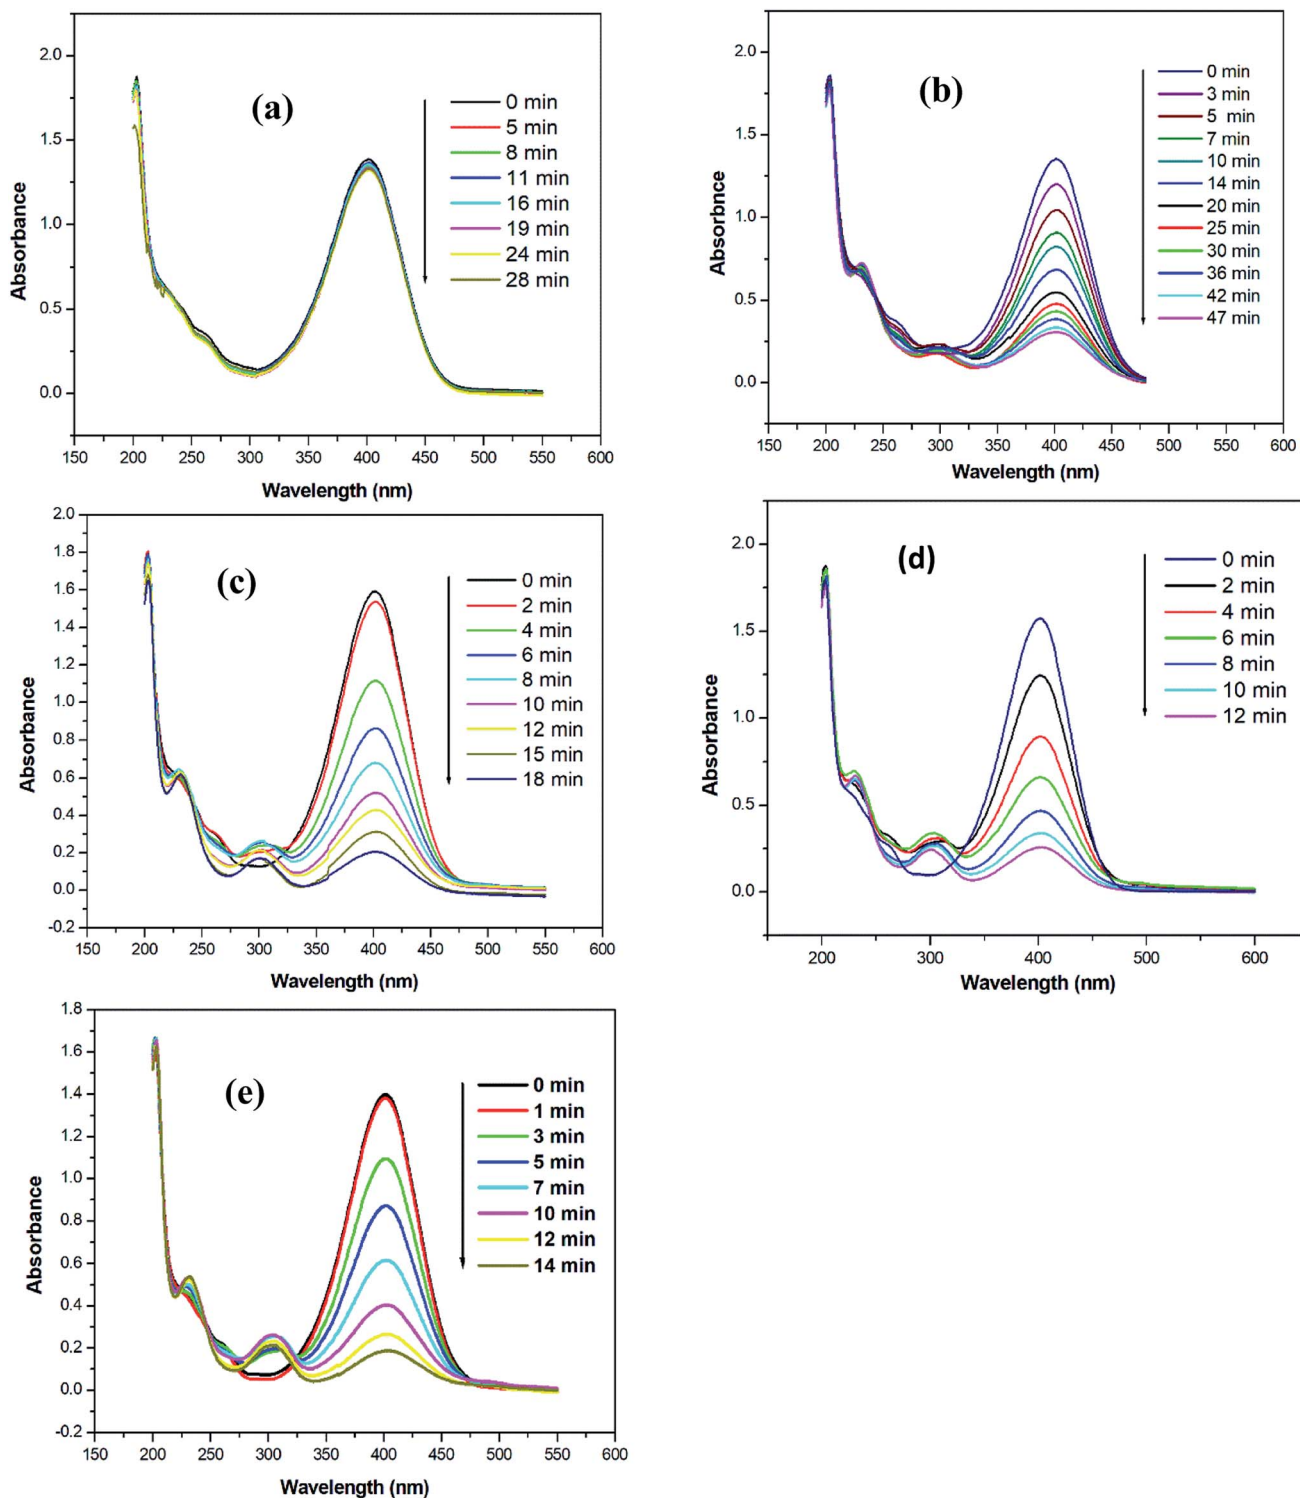 (a)
2.0
1.5
1.0
0.5
0.0
Absorbance
0 min
5 min
8 min
11 min
16 min
19 min
24 min
28 min
150 200 250 300 350 400 450 500 550 600
Wavelength (nm)
(b)
2.0
1.5
1.0
0.5
0.0
Absorbnce
0 min
3 min
5 min
7 min
10 min
14 min
20 min
25 min
30 min
36 min
42 min
47 min
150 200 250 300 350 400 450 500 550 600
Wavelength (nm)
(c)
2.0
1.8
1.6
1.4
1.2
1.0
0.8
0.6
0.4
0.2
0.0
-0.2
Absorbance
0 min
2 min
4 min
6 min
8 min
10 min
12 min
15 min
18 min
150 200 250 300 350 400 450 500 550 600
Wavelength (nm)
(d)
2.0
1.5
1.0
0.5
0.0
Absorbance
0 min
2 min
4 min
6 min
8 min
10 min
12 min
200 300 400 500 600
Wavelength (nm)
(e)
1.8
1.6
1.4
1.2
1.0
0.8
0.6
0.4
0.2
0.0
-0.2
Absorbance
0 min
1 min
3 min
5 min
7 min
10 min
12 min
14 min
150 200 250 300 350 400 450 500 550 600
Wavelength (nm)